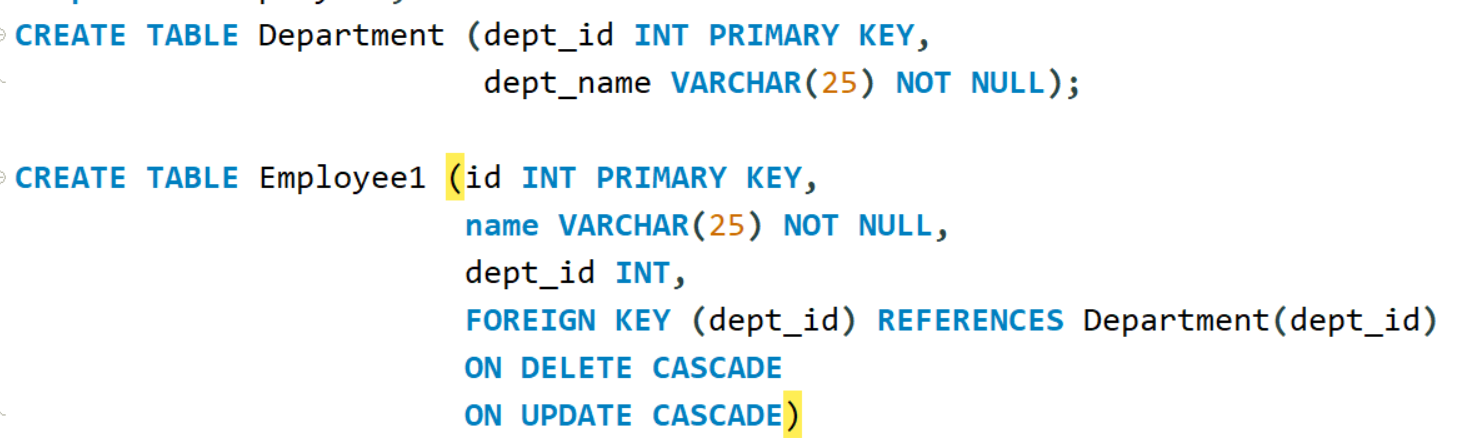 CREATE TABLE Department (dept_id INT PRIMARY KEY,
dept_name VARCHAR(25) NOT NULL);
CREATE TABLE Employee1 (id INT PRIMARY KEY,
name VARCHAR(25) NOT NULL,
dept_id INT,
FOREIGN KEY (dept_id) REFERENCES Department(dept_id)
ON DELETE CASCADE
ON UPDATE CASCADE)